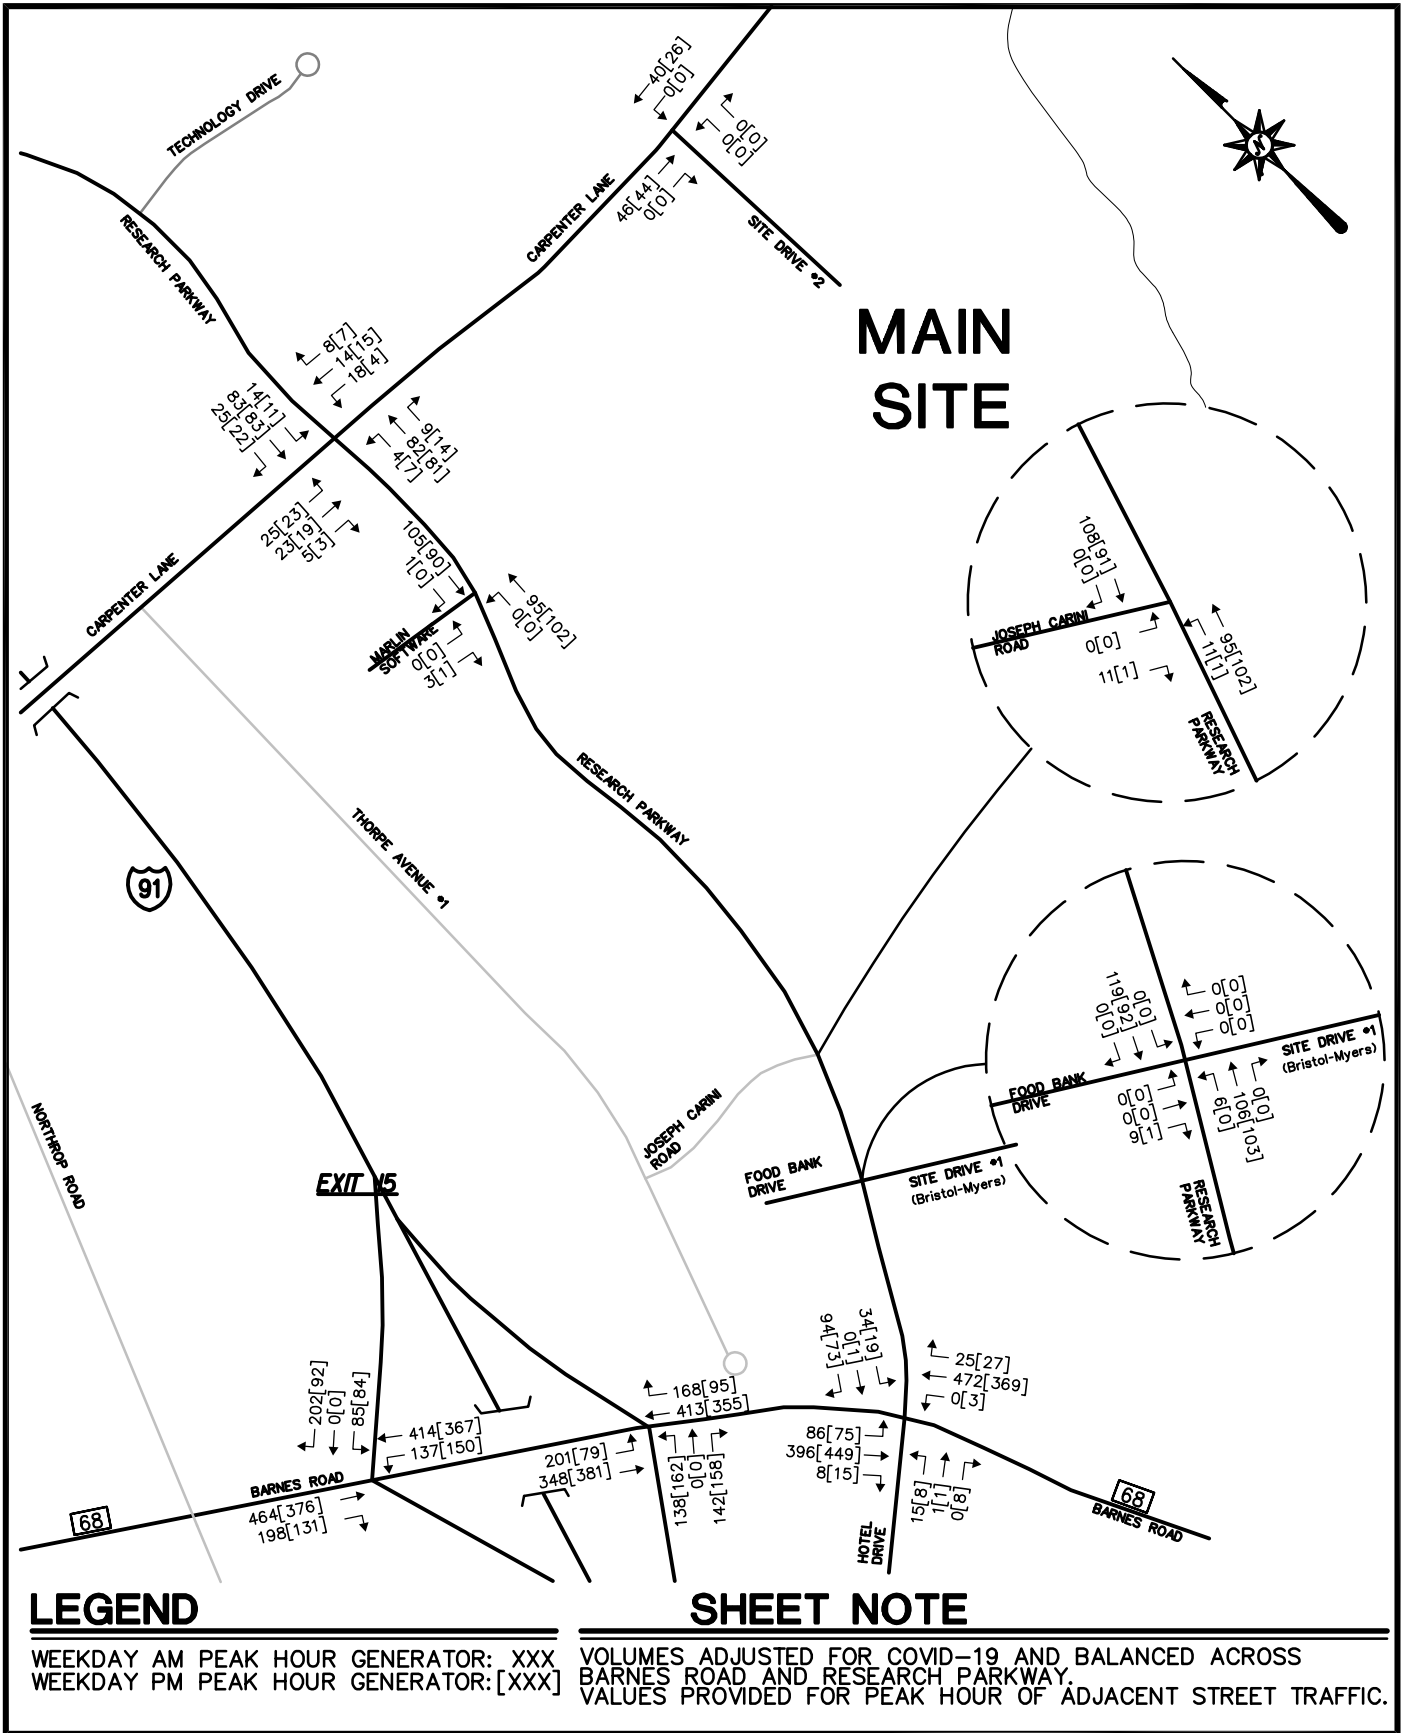 TECHNOLOGY DRIVE
RESEARCH PARKWAY
40[26]
0[0]
0[0]
0[0]
46[44]
0[0]
CARPENTER LANE
SITE DRIVE #2
N
MAIN
SITE
8[7]
14[15]
18[4]
14[11]
83[83]
25[22]
9[14]
82[81]
4[7]
25[23]
23[19]
5[3]
CARPENTER LANE
105[90]
1[0]
95[102]
0[0]
MARLIN
SOFTWARE
0[0]
3[1]
108[91]
0[0]
JOSEPH CARINI
ROAD
0[0]
11[1]
95[102]
11[1]
RESEARCH
PARKWAY
RESEARCH PARKWAY
THORPE AVENUE #1
91
119[92]
0[0]
0[0]
0[0]
0[0]
0[0]
SITE DRIVE #1
(Bristol-Myers)
FOOD BANK
DRIVE
0[0]
0[0]
9[1]
0[0]
106[103]
6[0]
RESEARCH
PARKWAY
NORTHROP ROAD
EXIT 15
JOSEPH CARINI
ROAD
FOOD BANK
DRIVE
SITE DRIVE #1
(Bristol-Myers)
202[92]
0[0]
85[84]
414[367]
137[150]
BARNES ROAD
68
464[376]
198[131]
168[95]
413[355]
201[79]
348[381]
138[162]
0[0]
142[158]
94[73]
0[1]
34[19]
25[27]
472[369]
0[3]
86[75]
396[449]
8[15]
15[8]
1[1]
0[8]
HOTEL
DRIVE
68
BARNES ROAD
LEGEND
WEEKDAY AM PEAK HOUR GENERATOR: XXX
WEEKDAY PM PEAK HOUR GENERATOR:[XXX]
SHEET NOTE
VOLUMES ADJUSTED FOR COVID-19 AND BALANCED ACROSS
BARNES ROAD AND RESEARCH PARKWAY.
VALUES PROVIDED FOR PEAK HOUR OF ADJACENT STREET TRAFFIC.